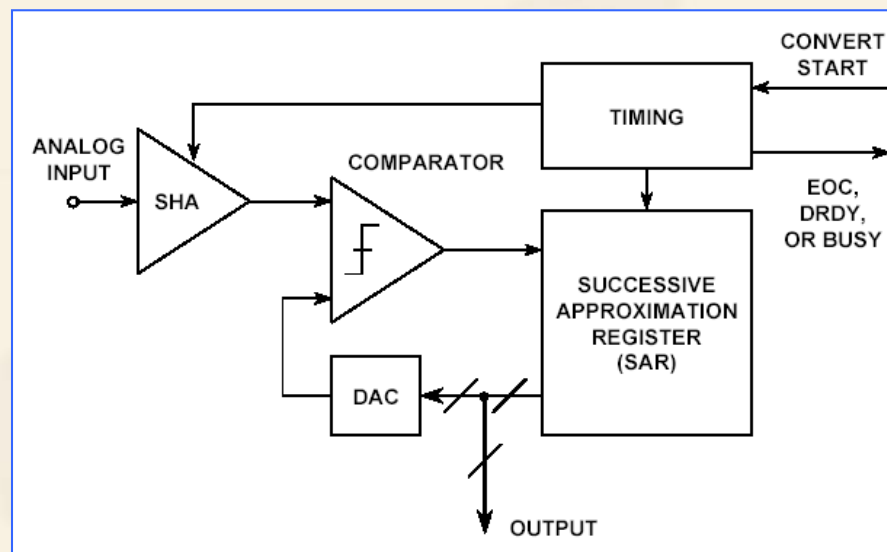 CONVERT
START
TIMING
ANALOG
INPUT
COMPARATOR
SHA
EOC,
DRDY,
OR BUSY
SUCCESSIVE
APPROXIMATION
REGISTER
(SAR)
DAC
OUTPUT